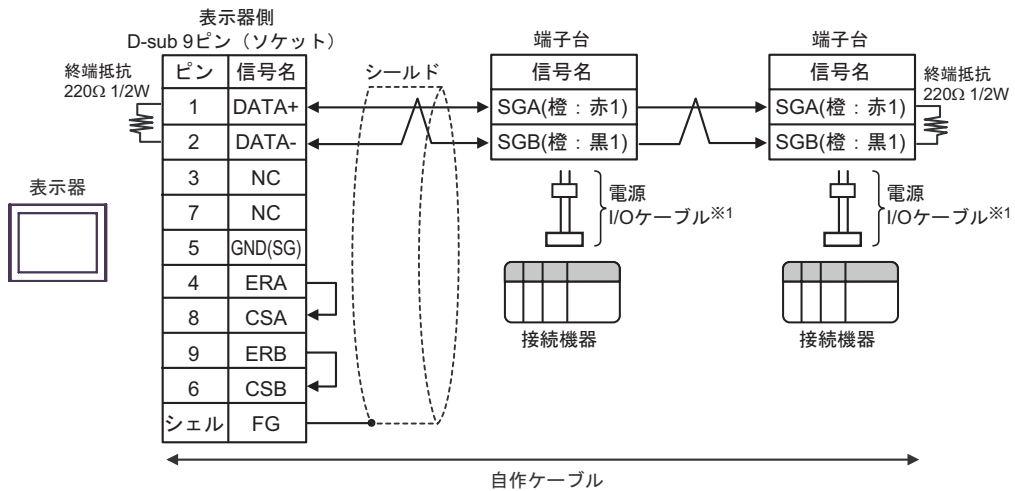 表示器側
D-sub 9ピン（ソケット）
終端抵抗
220Ω 1/2W
ピン 信号名
1 DATA+
2 DATA-
3 NC
7 NC
5 GND(SG)
4 ERA
8 CSA
9 ERB
6 CSB
シェル FG
表示器
シールド
端子台
信号名
SGA(橙：赤1)
SGB(橙：黒1)
電源
I/Oケーブル※1
接続機器
端子台
信号名
SGA(橙：赤1)
SGB(橙：黒1)
終端抵抗
220Ω 1/2W
電源
I/Oケーブル※1
接続機器
自作ケーブル